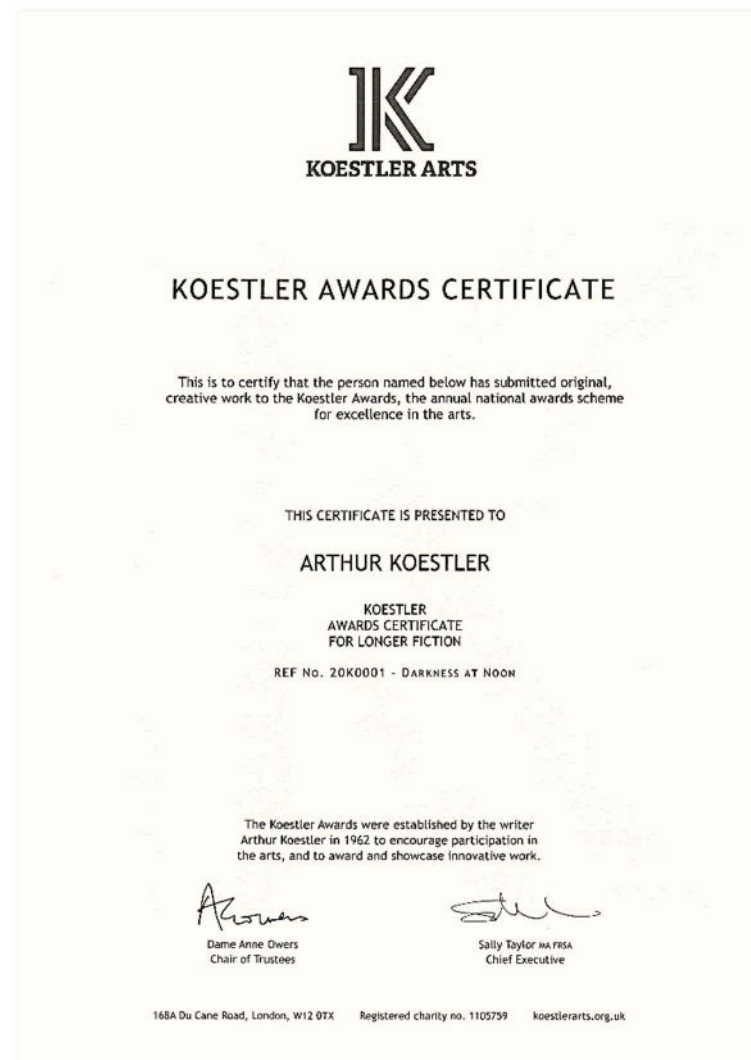 K
KOESTLER ARTS
KOESTLER AWARDS CERTIFICATE
This is to certify that the person named below has submitted original,
creative work to the Koestler Awards, the annual national awards scheme
for excellence in the arts.
THIS CERTIFICATE IS PRESENTED TO
ARTHUR KOESTLER
KOESTLER
AWARDS CERTIFICATE
FOR LONGER FICTION
REF No. 20K0001 - DARKNESS AT NOON
The Koestler Awards were established by the writer
Arthur Koestler in 1962 to encourage participation in
the arts, and to award and showcase innovative work.
Dame Anne Owers
Chair of Trustees
Sally Taylor MA FRSA
Chief Executive
168A Du Cane Road, London, W12 0TX Registered charity no. 1105759 koestlerarts.org.uk